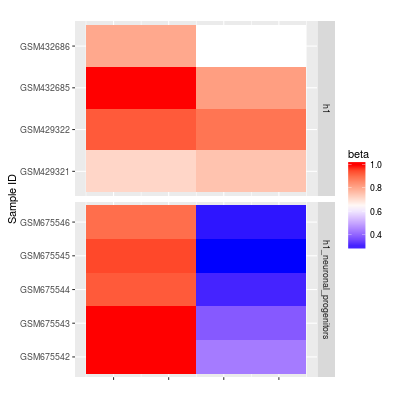 GSM432686
GSM432685
GSM429322
GSM429321
h1
GSM675546
GSM675545
GSM675544
GSM675543
GSM675542
h1_neuronal_progenitors
Sample ID
beta
1.0
0.8
0.6
0.4